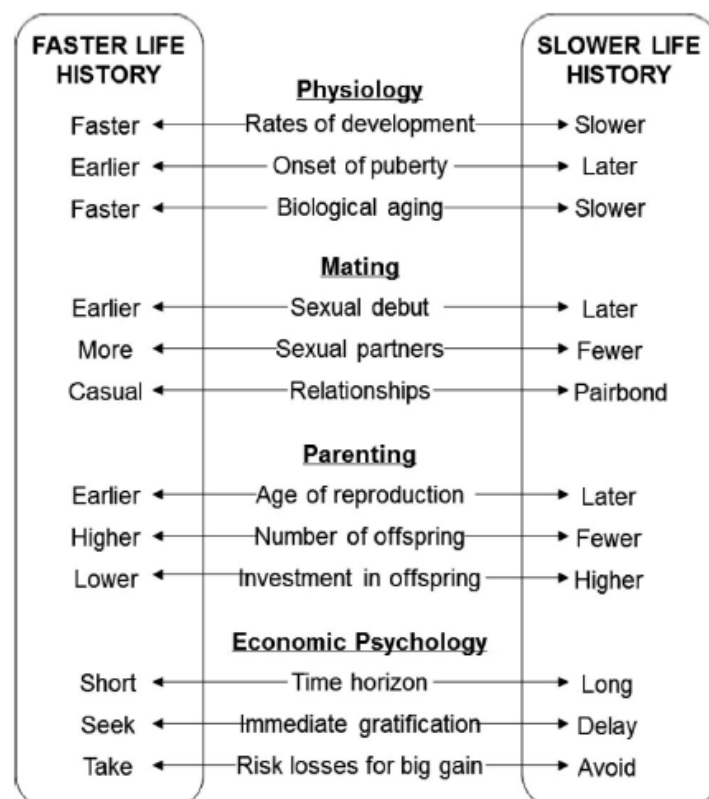 FASTER LIFE HISTORY SLOWER LIFE HISTORY
Physiology
Faster Rates of development Slower
Earlier Onset of puberty Later
Faster Biological aging Slower
Mating
Earlier Sexual debut Later
More Sexual partners Fewer
Casual Relationships Pairbond
Parenting
Earlier Age of reproduction Later
Higher Number of offspring Fewer
Lower Investment in offspring Higher
Economic Psychology
Short Time horizon Long
Seek Immediate gratification Delay
Take Risk losses for big gain Avoid